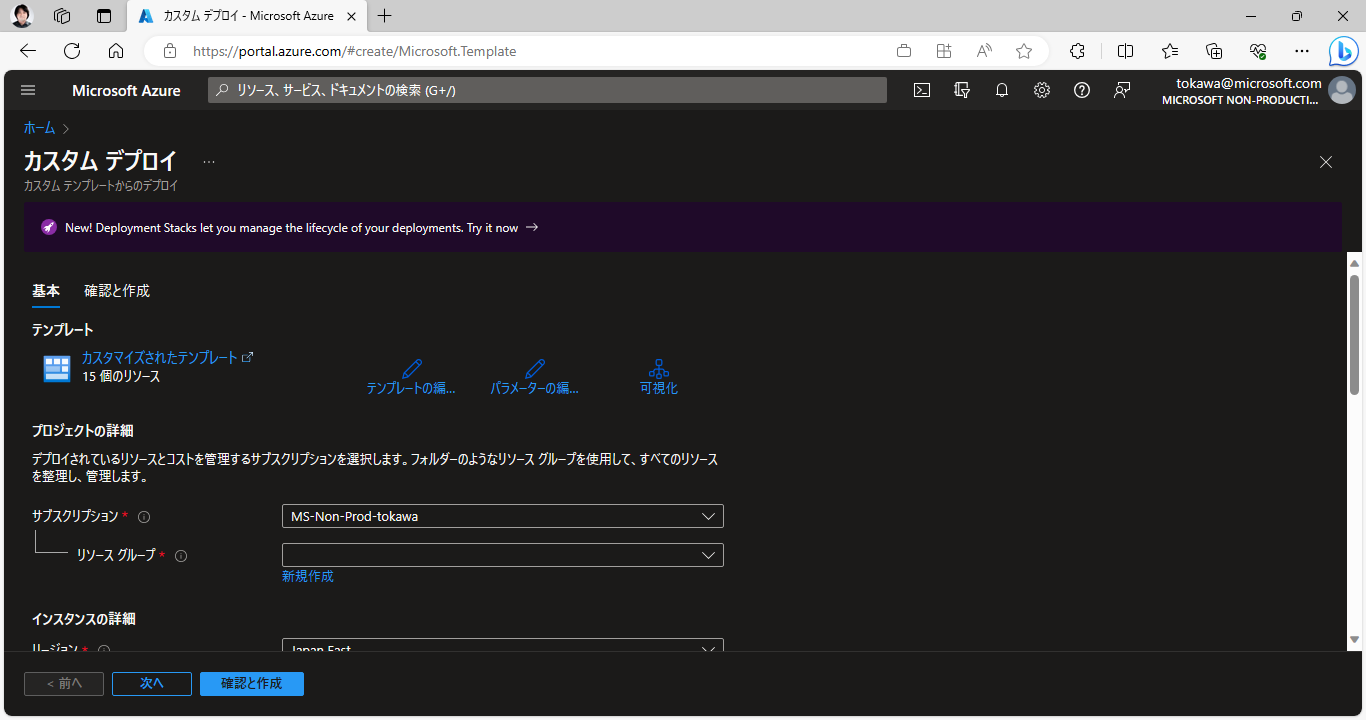 カスタム デプロイ - Microsoft Azure
https://portal.azure.com/#create/Microsoft.Template
Microsoft Azure
リソース、サービス、ドキュメントの検索 (G+/)
tokawa@microsoft.com
MICROSOFT NON-PRODUCTI...
ホーム
カスタム デプロイ
カスタム テンプレートからのデプロイ
New! Deployment Stacks let you manage the lifecycle of your deployments. Try it now →
基本 確認と作成
テンプレート
カスタマイズされたテンプレート
15 個のリソース
テンプレートの編... パラメーターの編... 可視化
プロジェクトの詳細
デプロイされているリソースとコストを管理するサブスクリプションを選択します。フォルダーのようなリソース グループを使用して、すべてのリソース
を整理し、管理します。
サブスクリプション * MS-Non-Prod-tokawa
リソース グループ *
新規作成
インスタンスの詳細
リージョン * Japan East
< 前へ 次へ 確認と作成